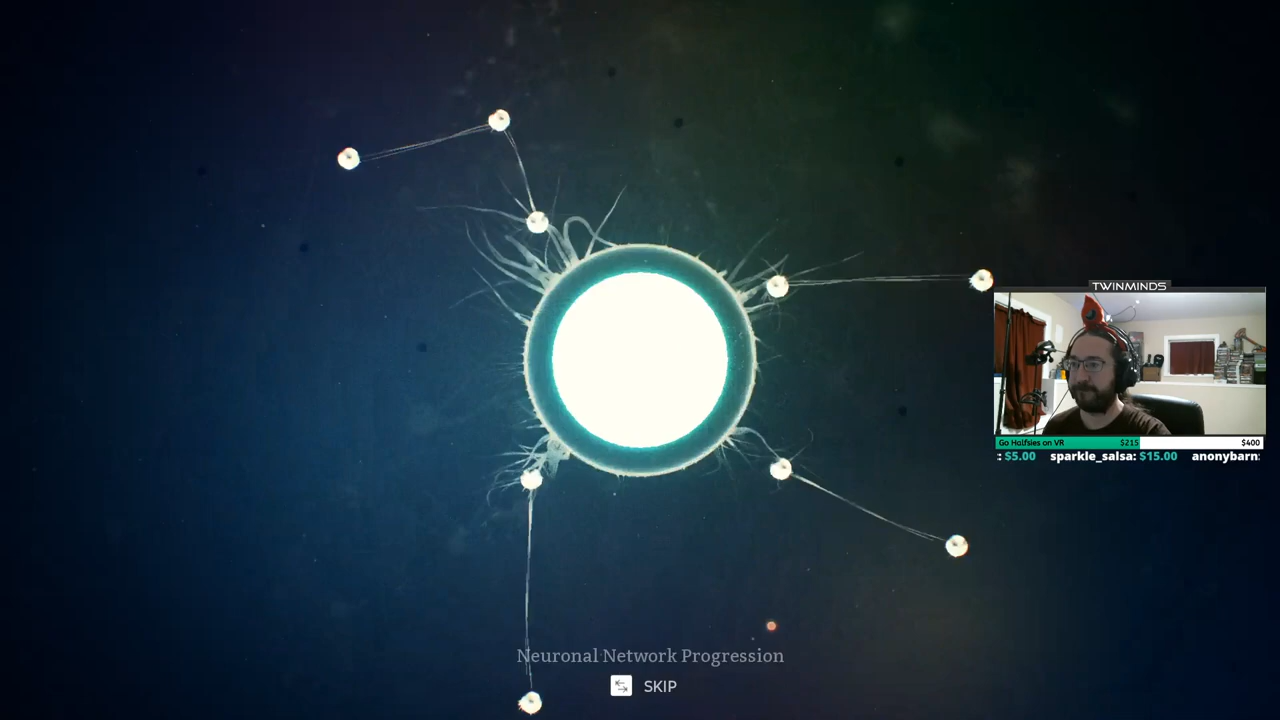 TWINMINDS
Go Halfsies on VR $215 $400
: $5.00 sparkle_salsa: $15.00 anonybarn:
Neuronal Network Progression
SKIP